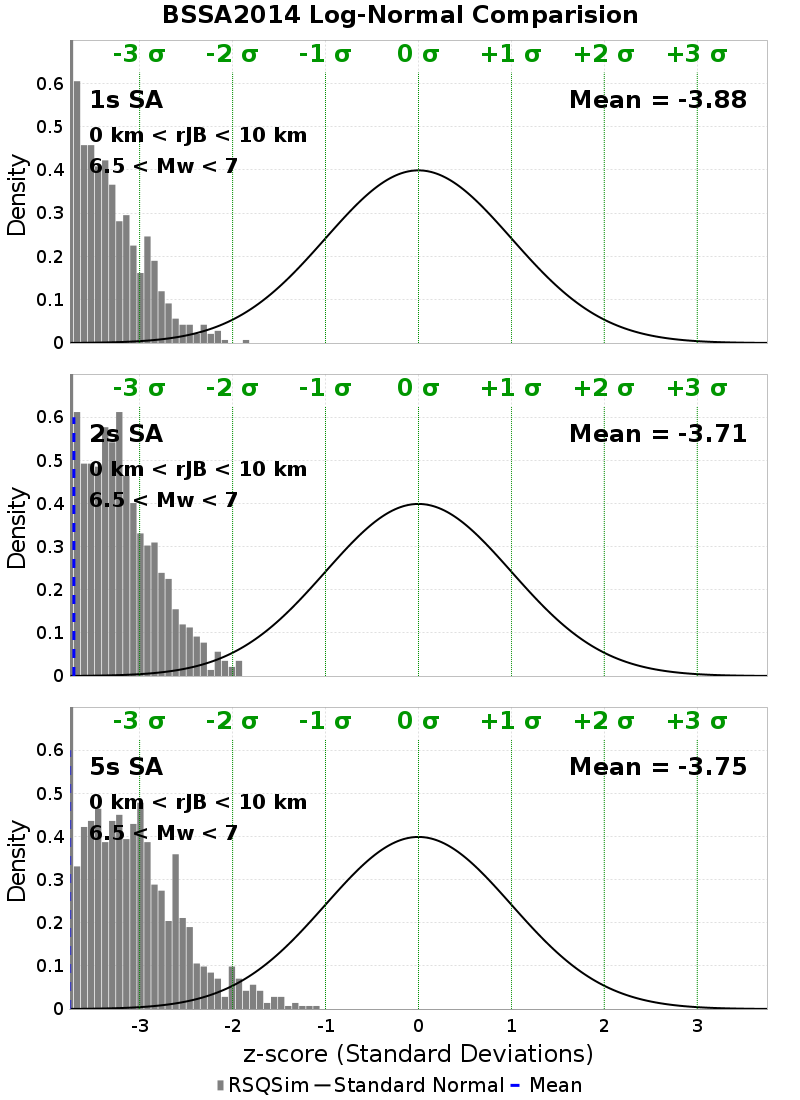 BSSA2014 Log-Normal Comparision
-3 σ -2 σ -1 σ 0 σ +1 σ +2 σ +3 σ
1s SA
Mean = -3.88
0 km < rJB < 10 km
6.5 < Mw < 7
Density
0.6
0.5
0.4
0.3
0.2
0.1
0
-3 σ -2 σ -1 σ 0 σ +1 σ +2 σ +3 σ
2s SA
Mean = -3.71
0 km < rJB < 10 km
6.5 < Mw < 7
Density
0.6
0.5
0.4
0.3
0.2
0.1
0
-3 σ -2 σ -1 σ 0 σ +1 σ +2 σ +3 σ
5s SA
Mean = -3.75
0 km < rJB < 10 km
6.5 < Mw < 7
Density
0.6
0.5
0.4
0.3
0.2
0.1
0
-3 -2 -1 0 1 2 3
z-score (Standard Deviations)
RSQSim Standard Normal Mean